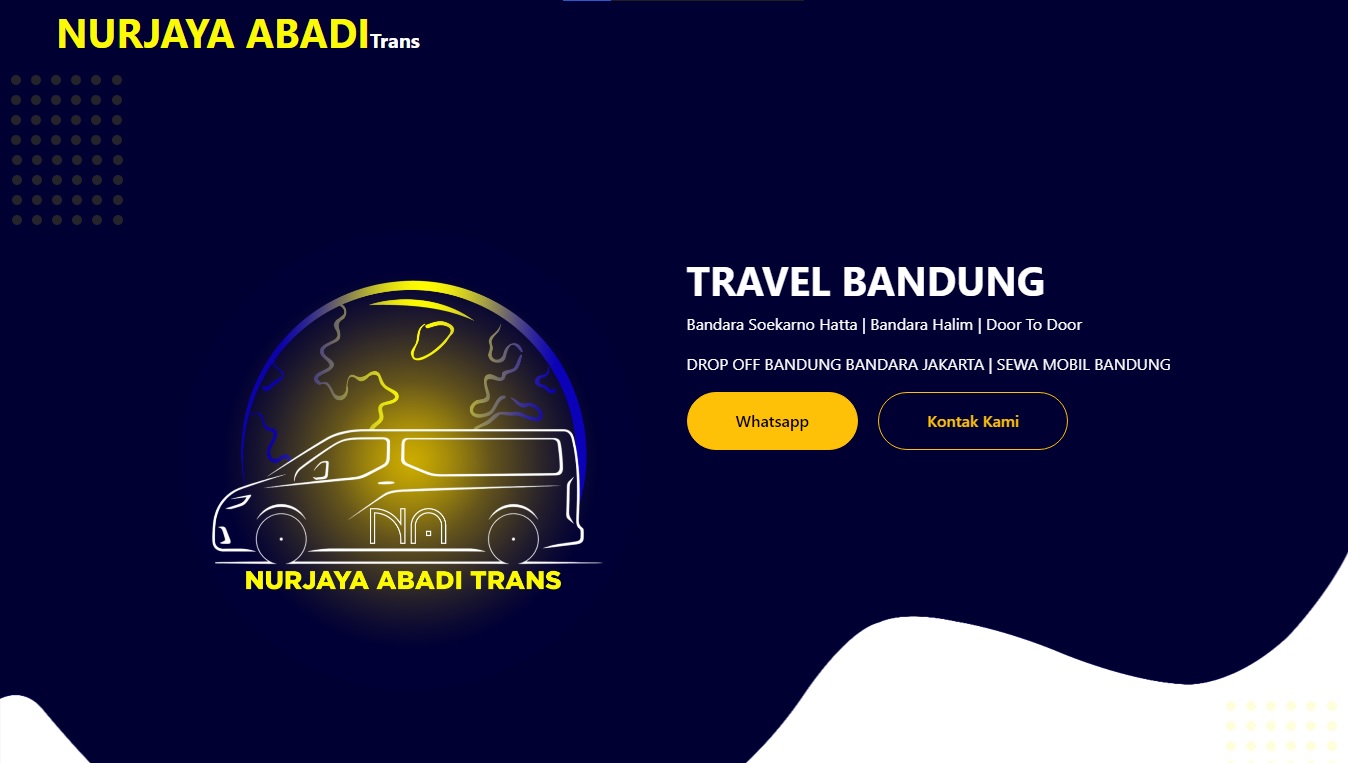 NURJAYA ABADITrans
TRAVEL BANDUNG
Bandara Soekarno Hatta | Bandara Halim | Door To Door
DROP OFF BANDUNG BANDARA JAKARTA | SEWA MOBIL BANDUNG
Whatsapp
Kontak Kami
NA
NURJAYA ABADI TRANS